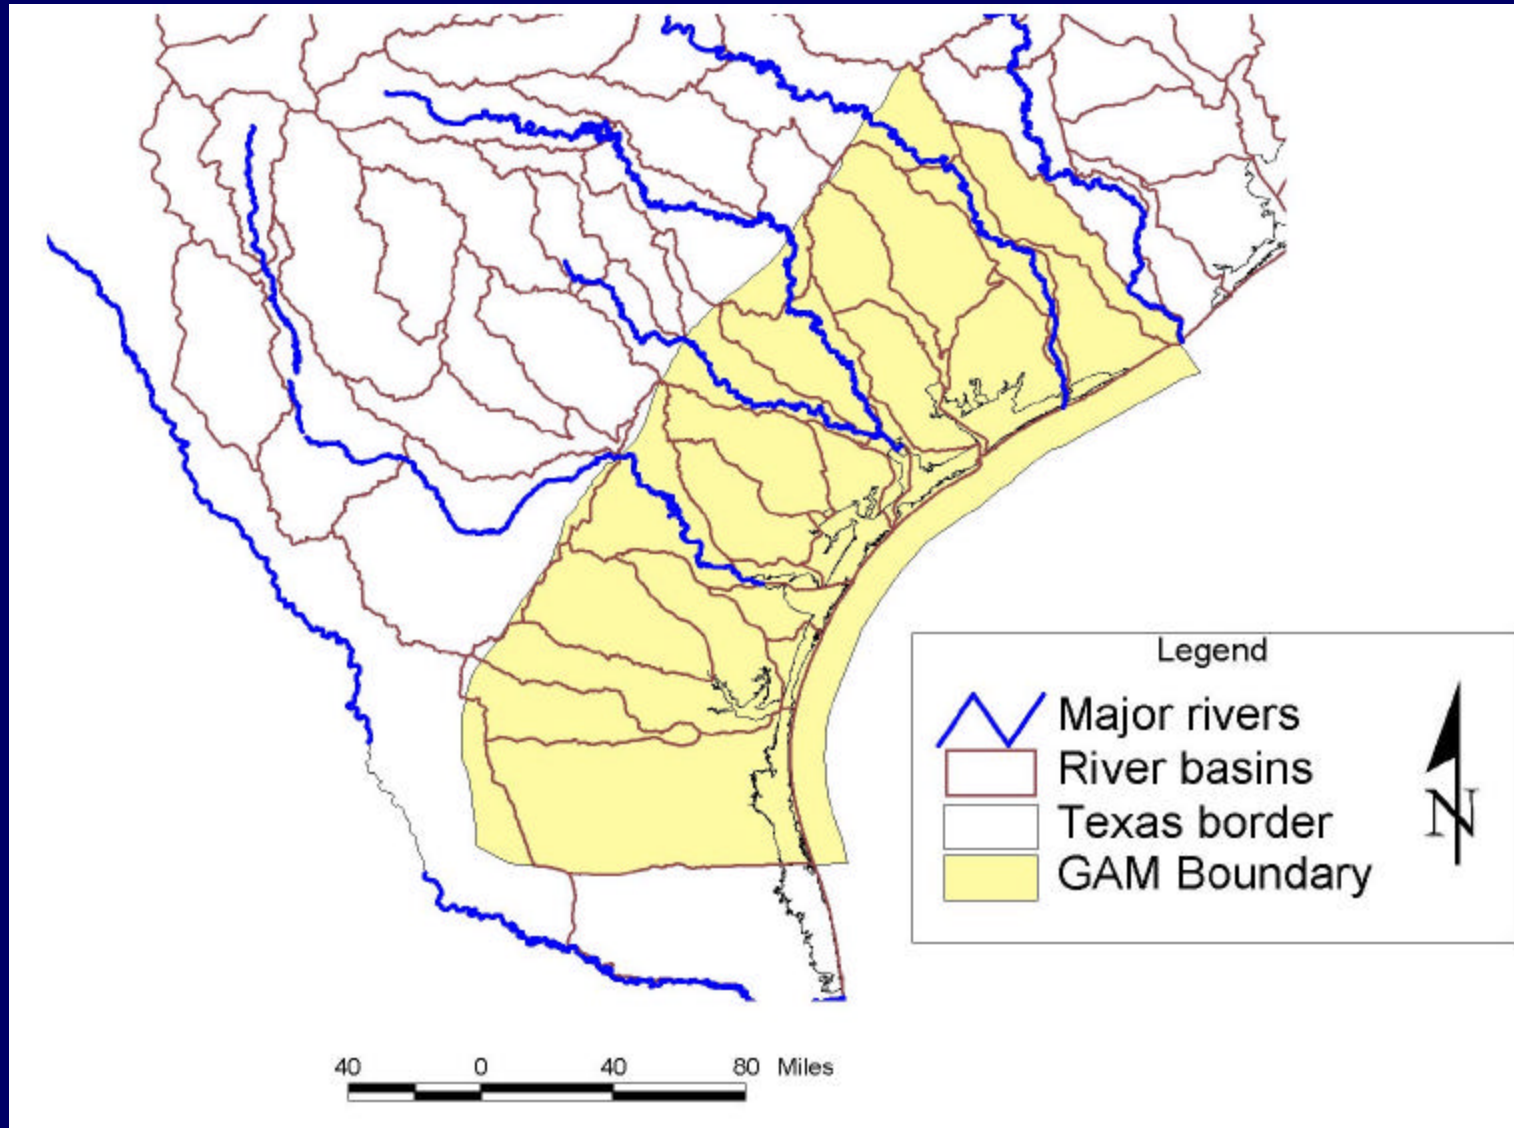 Legend
Major rivers
River basins
Texas border
GAM Boundary
N
40 0 40 80 Miles